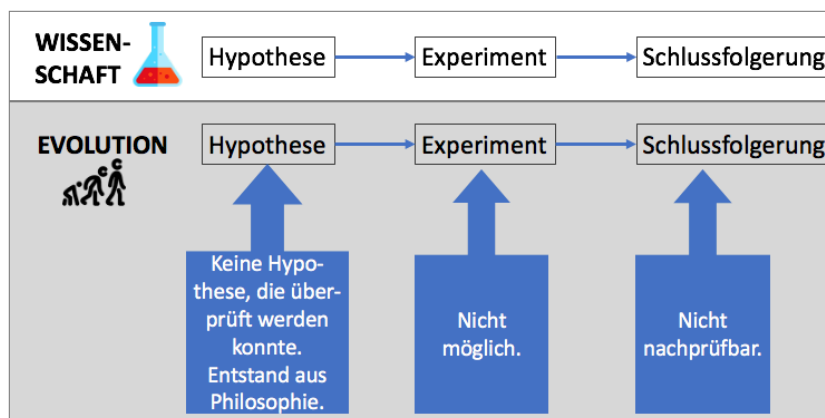 WISSEN-
SCHAFT
Hypothese
Experiment
Schlussfolgerung
EVOLUTION
Hypothese
Experiment
Schlussfolgerung
Keine Hypo-
these, die über-
prüft werden
konnte.
Entstand aus
Philosophie.
Nicht
möglich.
Nicht
nachprüfbar.